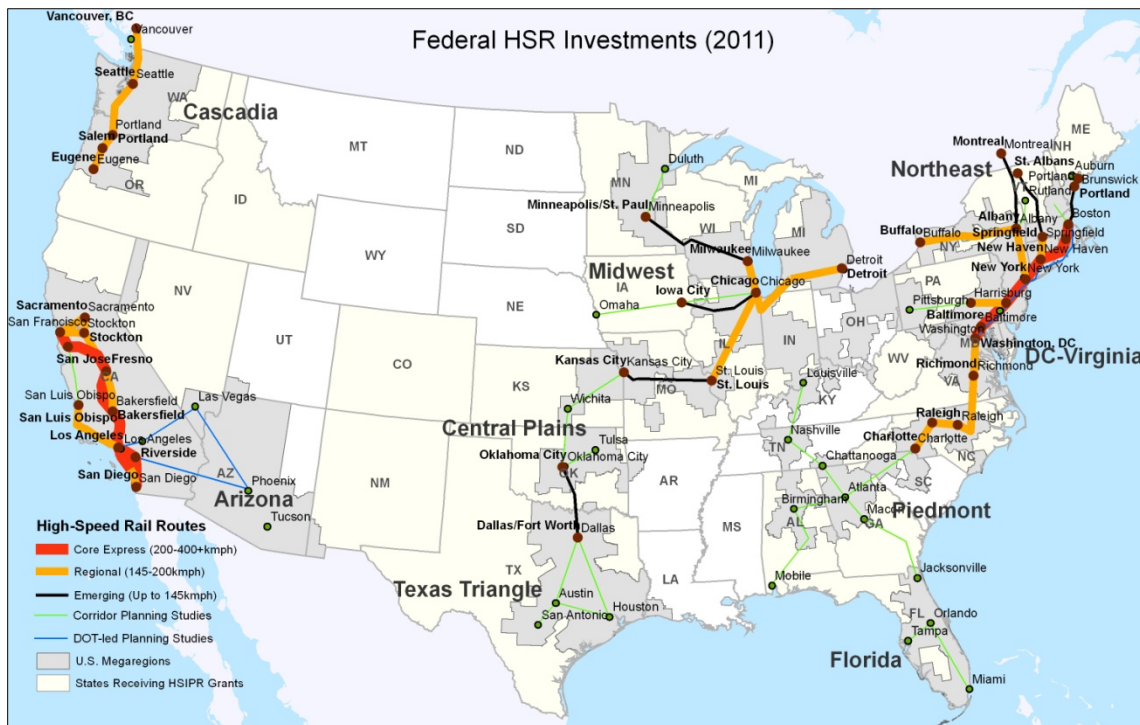 Federal HSR Investments (2011)
Vancouver, BC
Vancouver
Seattle
Seattle
WA
Cascadia
Portland
Salem
Portland
Eugene
Eugene
OR
MT
ID
ND
SD
WY
NE
NV
UT
CO
KS
MN
Duluth
Minneapolis/St. Paul
Minneapolis
WI
MI
MI
Milwaukee
Milwaukee
Midwest
IA
Iowa City
Chicago
Chicago
Omaha
Detroit
Detroit
IL
IN
OH
Northeast
Montreal
Montreal
ME
NH
St. Albans
Auburn
Portland
Brunswick
Rutland
Portland
Albany
Albany
Boston
Buffalo
Buffalo
NY
Springfield
Springfield
New Haven
New Haven
New York
New York
PA
Pittsburgh
Harrisburg
Baltimore
Baltimore
Washington
MD
Washington, DC
DC-Virginia
WV
Richmond
Richmond
VA
Raleigh
Raleigh
Charlotte
Charlotte
NC
SC
Piedmont
Sacramento
Sacramento
San Francisco
Stockton
Stockton
San Jose
Fresno
CA
San Luis Obispo
San Luis Obispo
Bakersfield
Bakersfield
Las Vegas
Los Angeles
Los Angeles
Riverside
San Diego
San Diego
AZ
Phoenix
Arizona
Tucson
NM
Kansas City
Kansas City
St. Louis
St. Louis
MO
Wichita
Central Plains
Tulsa
Oklahoma City
Oklahoma City
OK
Dallas/Fort Worth
Dallas
TX
Texas Triangle
Austin
San Antonio
Houston
AR
LA
MS
Louisville
KY
Nashville
TN
Chattanooga
Atlanta
Birmingham
AL
Macon
GA
Mobile
Jacksonville
FL
Orlando
Tampa
Florida
Miami
High-Speed Rail Routes
Core Express (200-400+kmph)
Regional (145-200kmph)
Emerging (Up to 145kmph)
Corridor Planning Studies
DOT-led Planning Studies
U.S. Megaregions
States Receiving HSIPR Grants